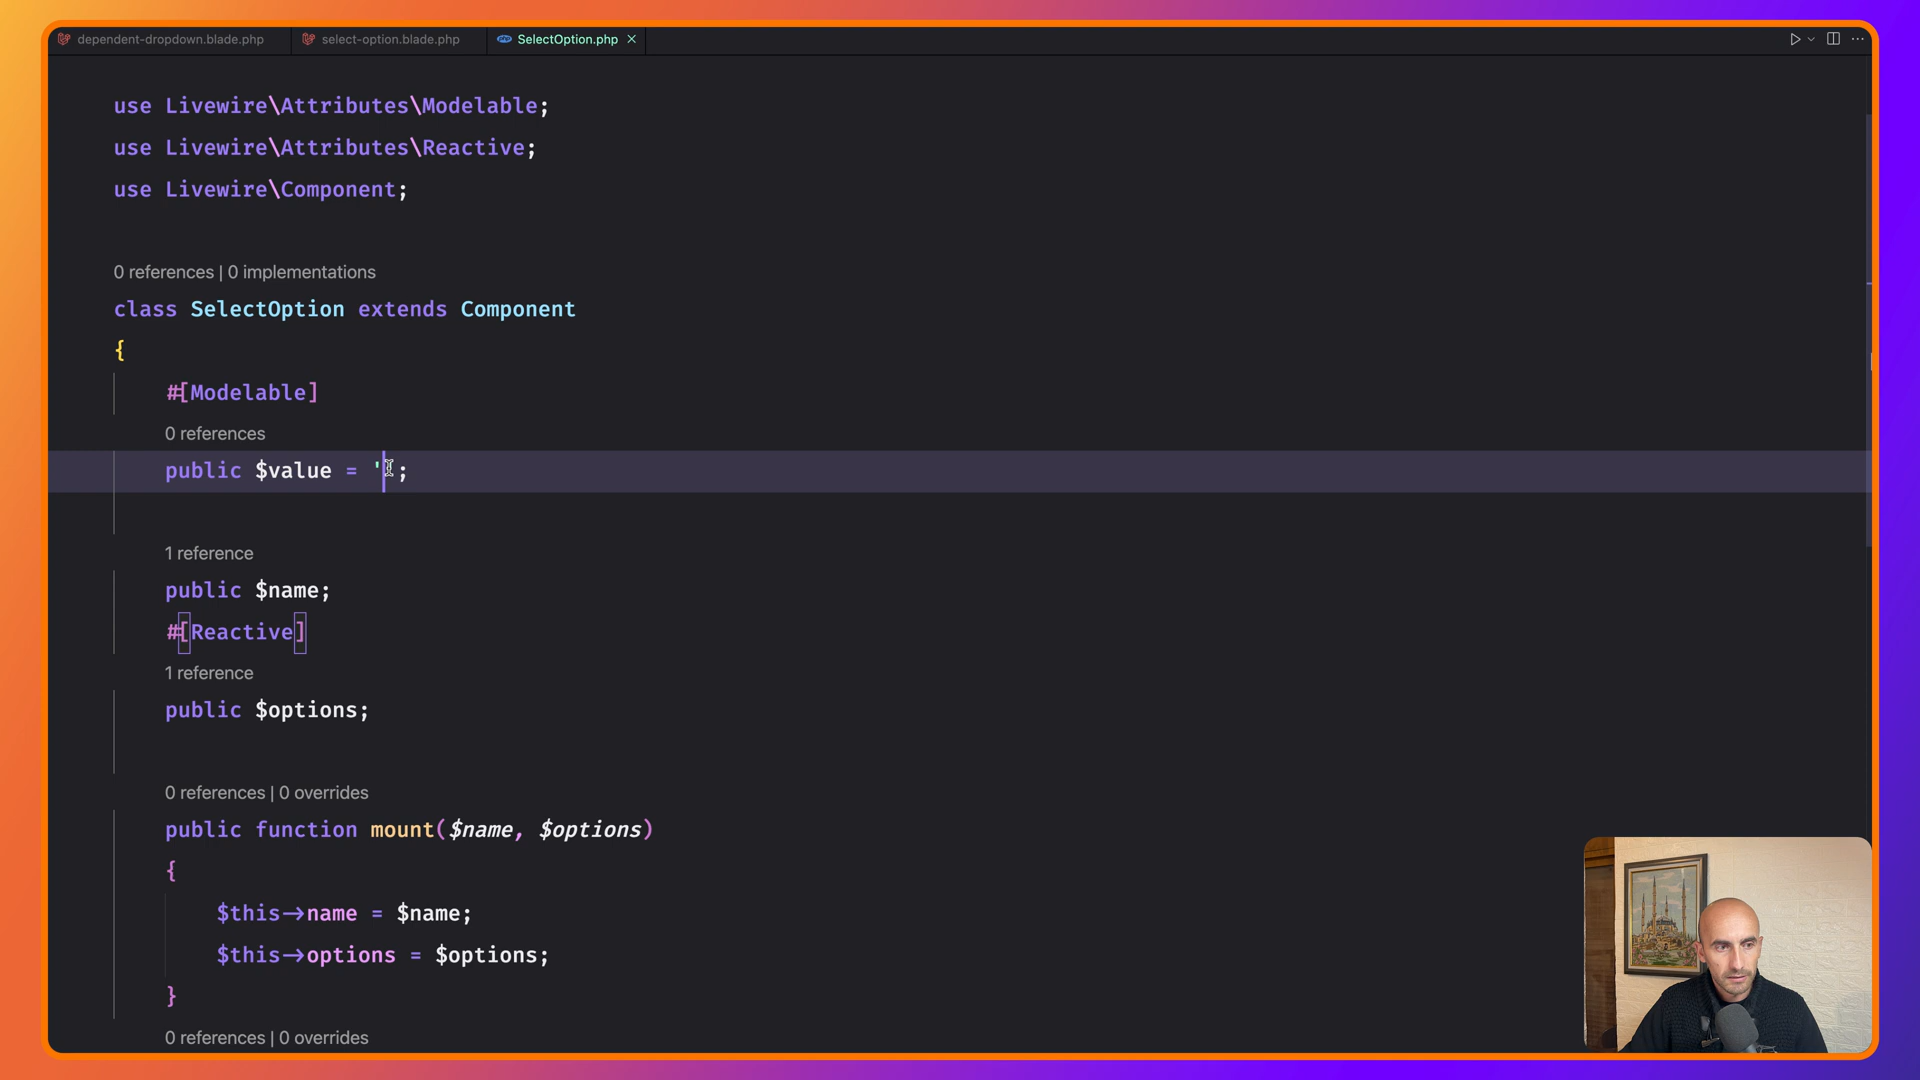 dependent-dropdown.blade.php select-option.blade.php php SelectOption.php
use Livewire\Attributes\Modelable;
use Livewire\Attributes\Reactive;
use Livewire\Component;
0 references | 0 implementations
class SelectOption extends Component
{
#[Modelable]
0 references
public $value = '';
1 reference
public $name;
#[Reactive]
1 reference
public $options;
0 references | 0 overrides
public function mount($name, $options)
{
$this->name = $name;
$this->options = $options;
}
0 references | 0 overrides